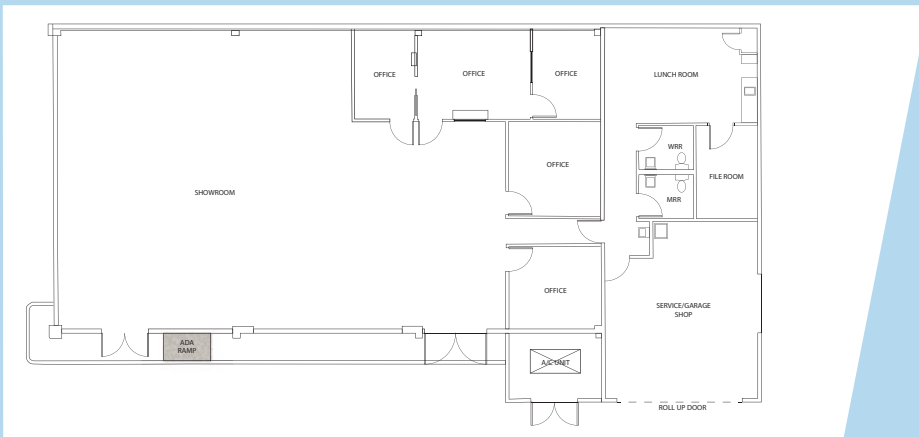 OFFICE
OFFICE
OFFICE
LUNCH ROOM
WRR
OFFICE
FILE ROOM
SHOWROOM
MRR
OFFICE
SERVICE/GARAGE
SHOP
ADA
RAMP
A/C UNIT
ROLL UP DOOR